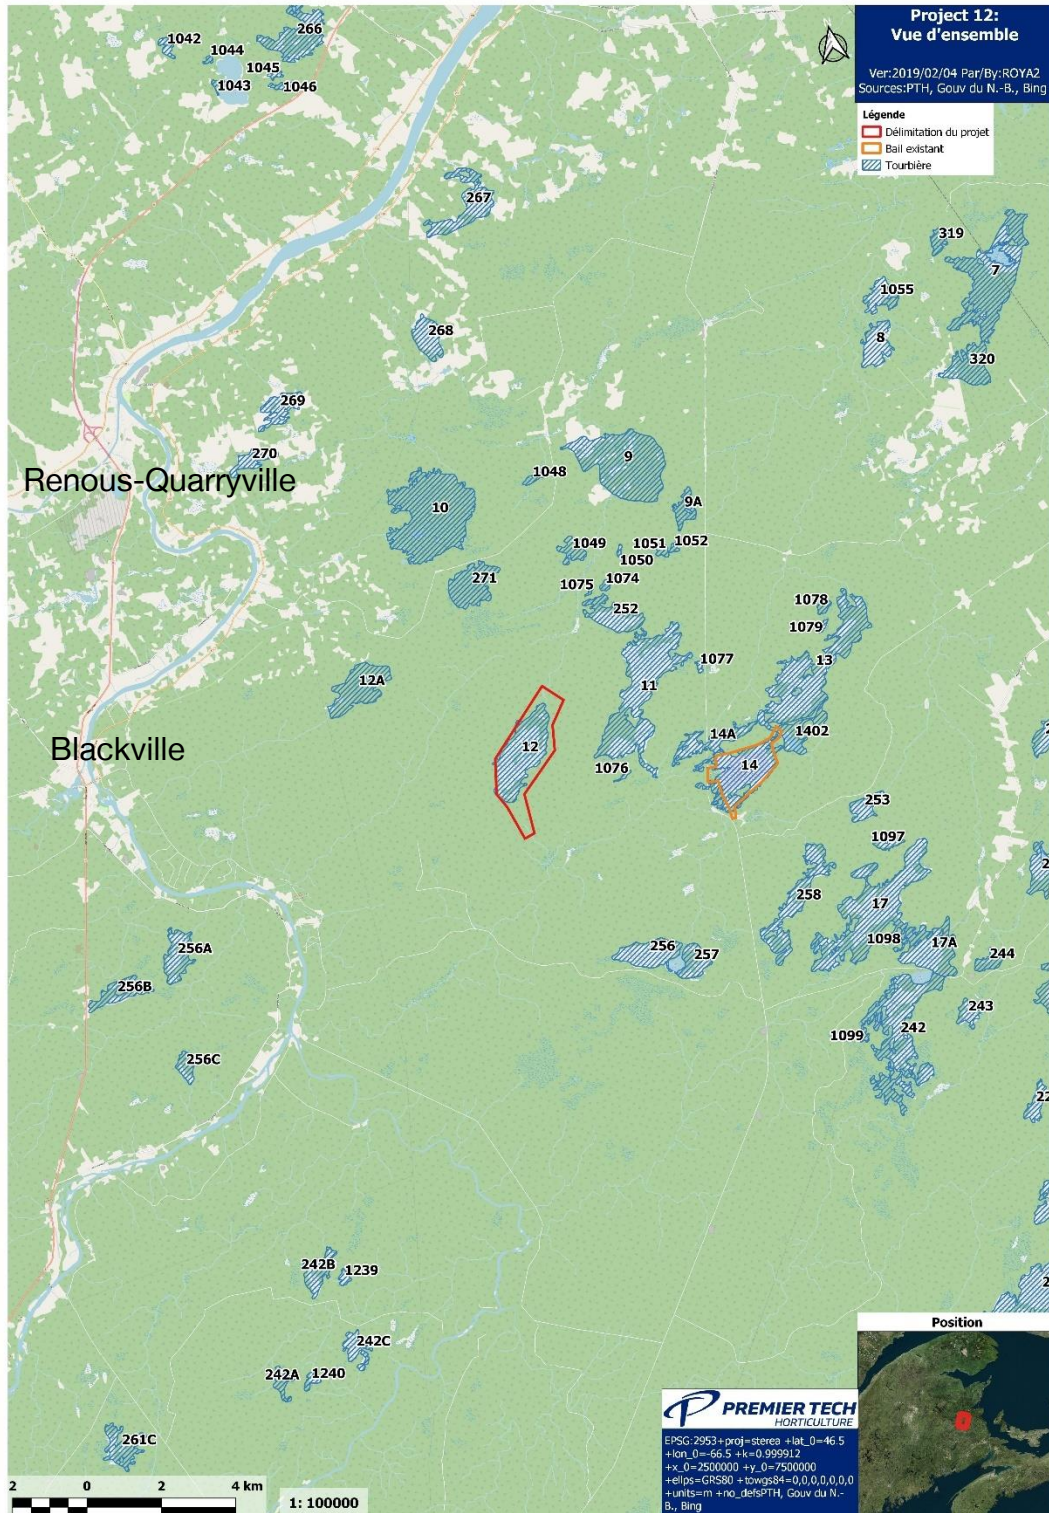 Project 12:
Vue d'ensemble
Ver:2019/02/04 Par/By:ROYA2
Sources:PTH, Gouv du N.-B., Bing
Légende
Délimitation du projet
Bail existant
Tourbière
1042
1044
266
1045
1043
1046
267
319
7
1055
268
8
320
269
270
Renous-Quarryville
1048
9
10
9A
1049
1051
1052
1050
271
1075
1074
252
1078
1079
1077
13
12A
11
14A
1402
12
Blackville
1076
14
253
1097
258
17
256A
1098
17A
256
257
244
256B
243
1099
242
256C
22
242B
1239
2
242C
242A
1240
261C
Position
PREMIER TECH
HORTICULTURE
EPSG:2953+proj=sterea +lat_0=46.5
+lon_0=-66.5 +k=0.999912
+x_0=2500000 +y_0=7500000
+ellps=GRS80 +towgs84=0,0,0,0,0,0,0
+units=m +no_defsPTH, Gouv du N.-
B., Bing
2 0 2 4 km
1: 100000